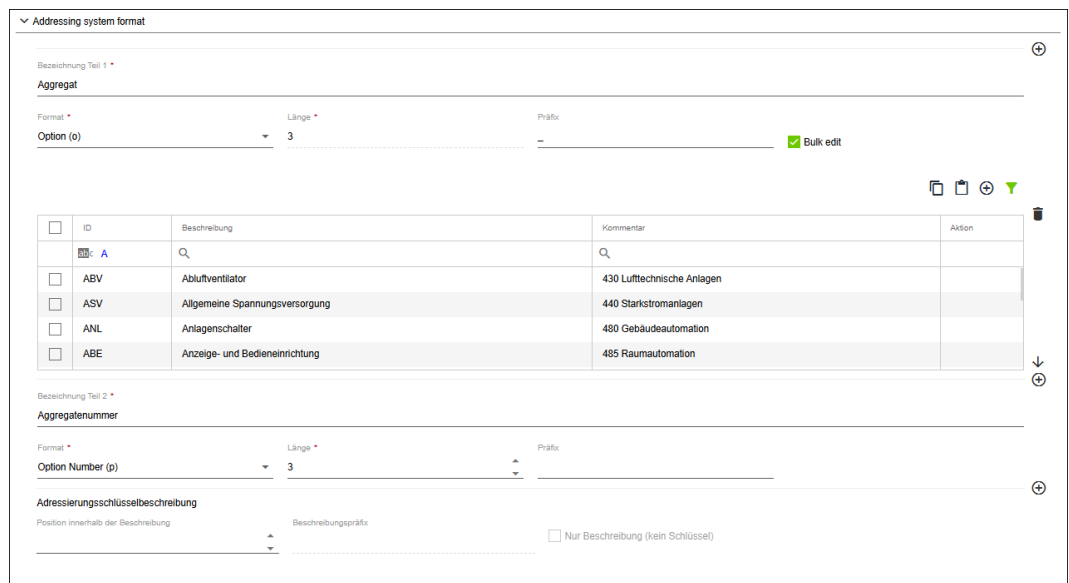 Addressing system format
Bezeichnung Teil 1 *
Aggregat
Format * Länge * Präfix
Option (o) 3 _ Bulk edit
ID Beschreibung Kommentar Aktion
abc A
ABV Abluftventilator 430 Lufttechnische Anlagen
ASV Allgemeine Spannungsversorgung 440 Starkstromanlagen
ANL Anlagenschalter 480 Gebäudeautomation
ABE Anzeige- und Bedieneinrichtung 485 Raumautomation
Bezeichnung Teil 2 *
Aggregatenummer
Format * Länge * Präfix
Option Number (p) 3
Adressierungsschlüsselbeschreibung
Position innerhalb der Beschreibung Beschreibungspräfix
Nur Beschreibung (kein Schlüssel)